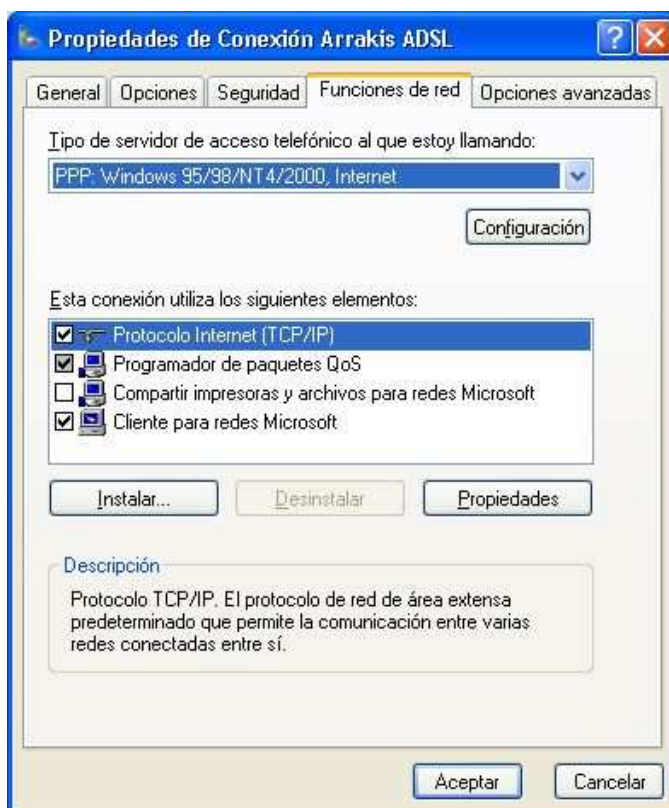 Propiedades de Conexión Arrakis ADSL
General Opciones Seguridad Funciones de red Opciones avanzadas
Tipo de servidor de acceso telefónico al que estoy llamando:
PPP: Windows 95/98/NT4/2000, Internet
Configuración
Esta conexión utiliza los siguientes elementos:
Protocolo Internet (TCP/IP)
Programador de paquetes QoS
Compartir impresoras y archivos para redes Microsoft
Cliente para redes Microsoft
Instalar... Desinstalar Propiedades
Descripción
Protocolo TCP/IP. El protocolo de red de área extensa
predeterminado que permite la comunicación entre varias
redes conectadas entre sí.
Aceptar Cancelar